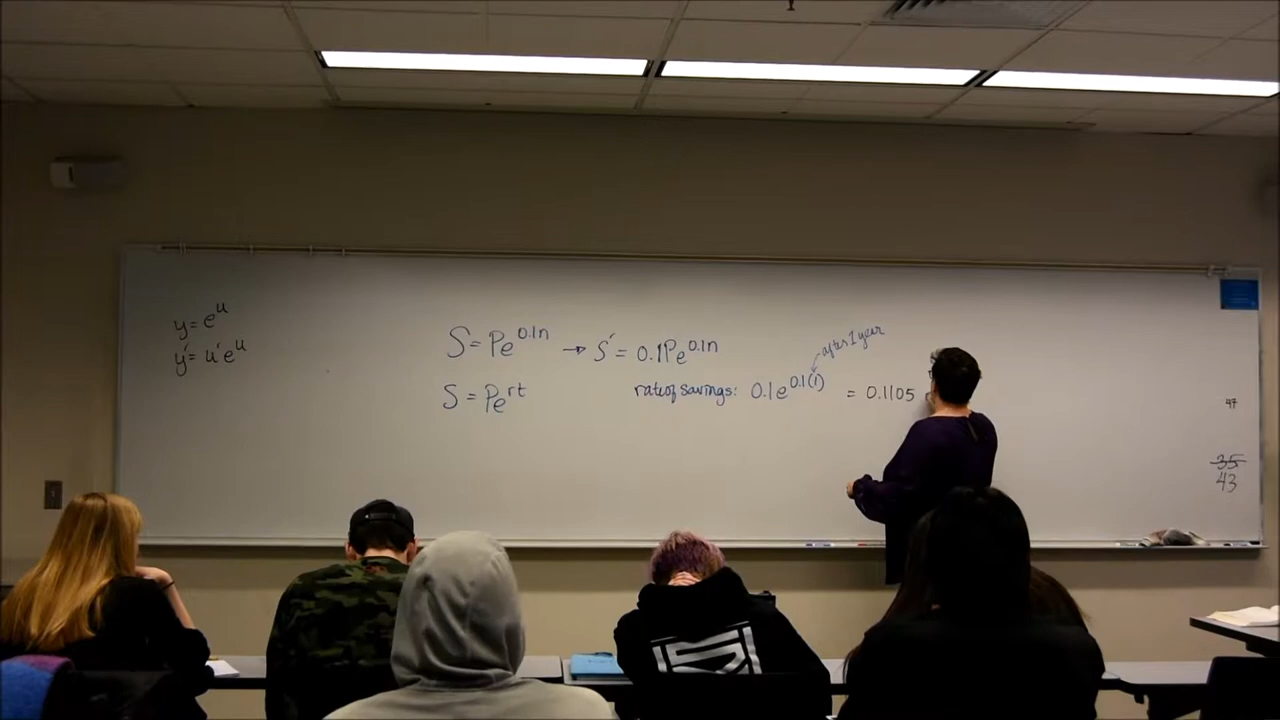 y = e^u
y' = u'e^u
S = Pe^0.1n → S' = 0.1Pe^0.1n
after 1 year
S = Pe^rt
rate of savings: 0.1e^0.1(1) = 0.1105
47
35
43